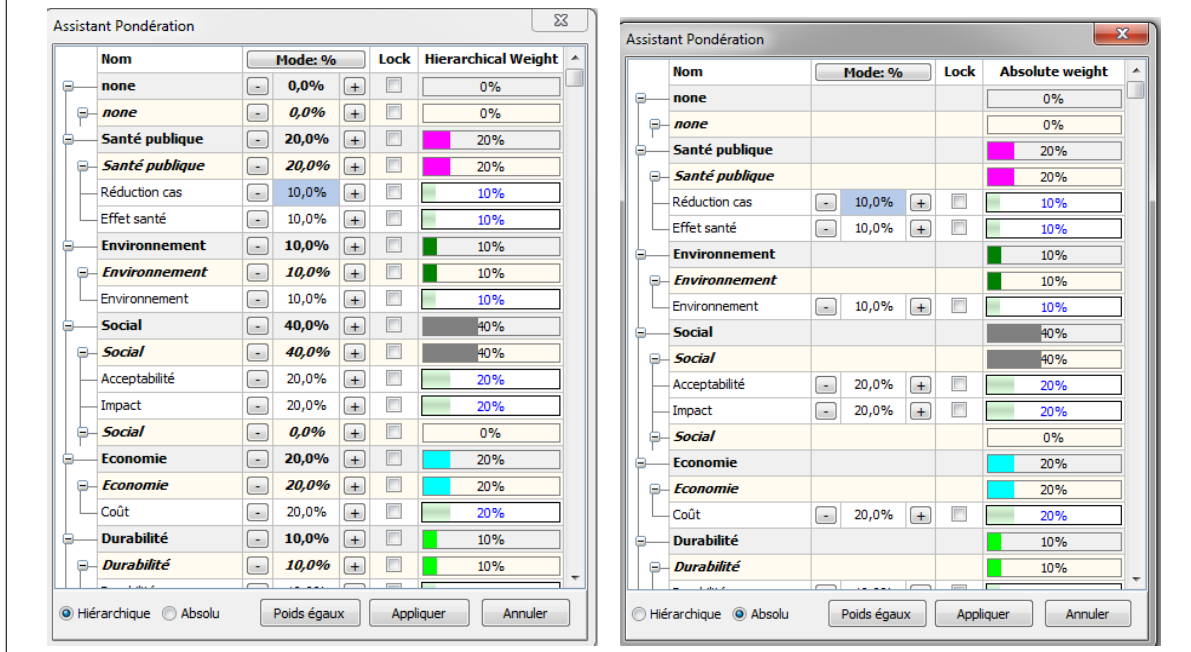 Assistant Pondération
Nom Mode: % Lock Hierarchical Weight
none - 0,0% + 0%
none - 0,0% + 0%
Santé publique - 20,0% + 20%
Santé publique - 20,0% + 20%
Réduction cas - 10,0% + 10%
Effet santé - 10,0% + 10%
Environnement - 10,0% + 10%
Environnement - 10,0% + 10%
Environnement - 10,0% + 10%
Social - 40,0% + 40%
Social - 40,0% + 40%
Acceptabilité - 20,0% + 20%
Impact - 20,0% + 20%
Social - 0,0% + 0%
Economie - 20,0% + 20%
Economie - 20,0% + 20%
Coût - 20,0% + 20%
Durabilité - 10,0% + 10%
Durabilité - 10,0% + 10%
Hiérarchique Absolu Poids égaux Appliquer Annuler
Assistant Pondération
Nom Mode: % Lock Absolute weight
none 0%
none 0%
Santé publique 20%
Santé publique 20%
Réduction cas - 10,0% + 10%
Effet santé - 10,0% + 10%
Environnement 10%
Environnement 10%
Environnement - 10,0% + 10%
Social 40%
Social 40%
Acceptabilité - 20,0% + 20%
Impact - 20,0% + 20%
Social 0%
Economie 20%
Economie 20%
Coût - 20,0% + 20%
Durabilité 10%
Durabilité 10%
Hiérarchique Absolu Poids égaux Appliquer Annuler